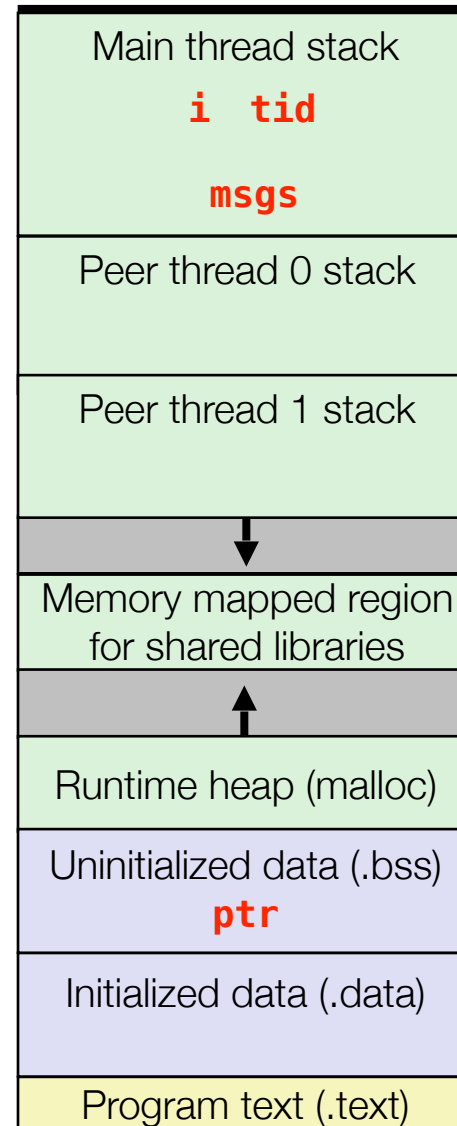 Main thread stack
i tid
msgs
Peer thread 0 stack
Peer thread 1 stack
Memory mapped region
for shared libraries
Runtime heap (malloc)
Uninitialized data (.bss)
ptr
Initialized data (.data)
Program text (.text)